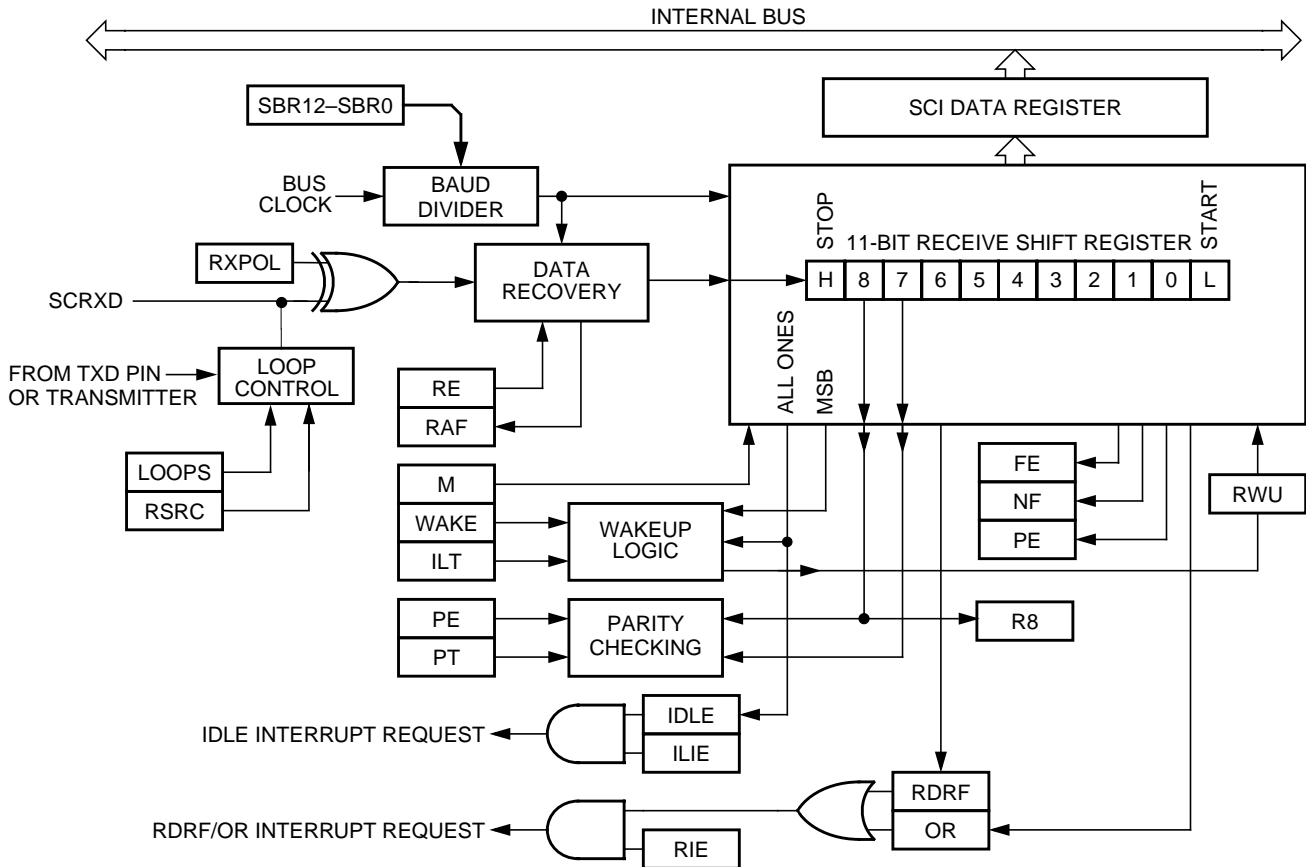 INTERNAL BUS
SBR12–SBR0
SCI DATA REGISTER
BUS
CLOCK
BAUD
DIVIDER
STOP
11-BIT RECEIVE SHIFT REGISTER
START
RXPOL
DATA
RECOVERY
H 8 7 6 5 4 3 2 1 0 L
SCRXD
ALL ONES
MSB
FROM TXD PIN
OR TRANSMITTER
LOOP
CONTROL
RE
RAF
LOOPS
RSRC
M
WAKE
ILT
WAKEUP
LOGIC
FE
NF
PE
RWU
PE
PT
PARITY
CHECKING
R8
IDLE INTERRUPT REQUEST
IDLE
ILIE
RDRF
OR
RDRF/OR INTERRUPT REQUEST
RIE